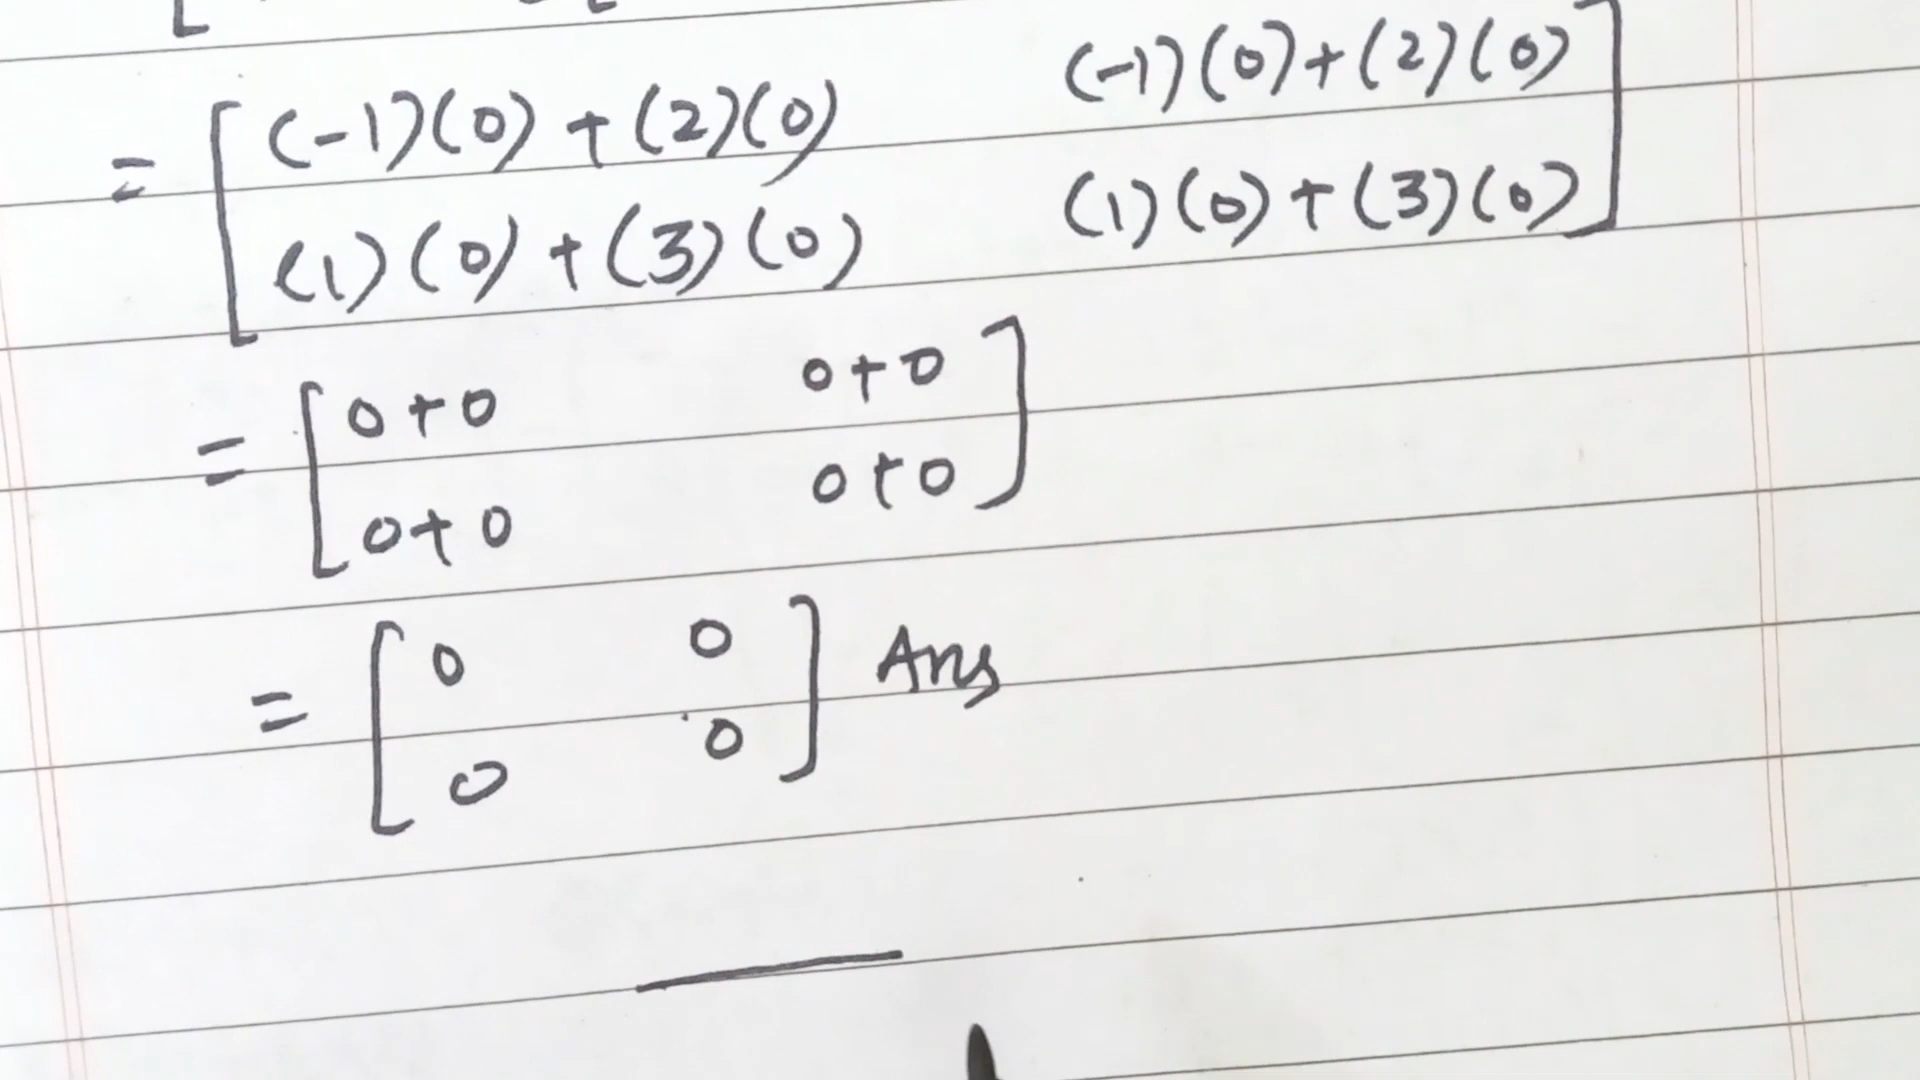 = [ (-1)(0) + (2)(0) (-1)(0) + (2)(0) ]
(1)(0) + (3)(0) (1)(0) + (3)(0)
= [ 0+0 0+0 ]
0+0 0+0
= [ 0 0 ] Ans
0 0